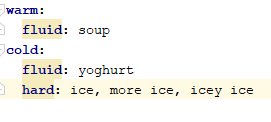 warm:
  fluid: soup
cold:
  fluid: yoghurt
  hard: ice, more ice, icey ice